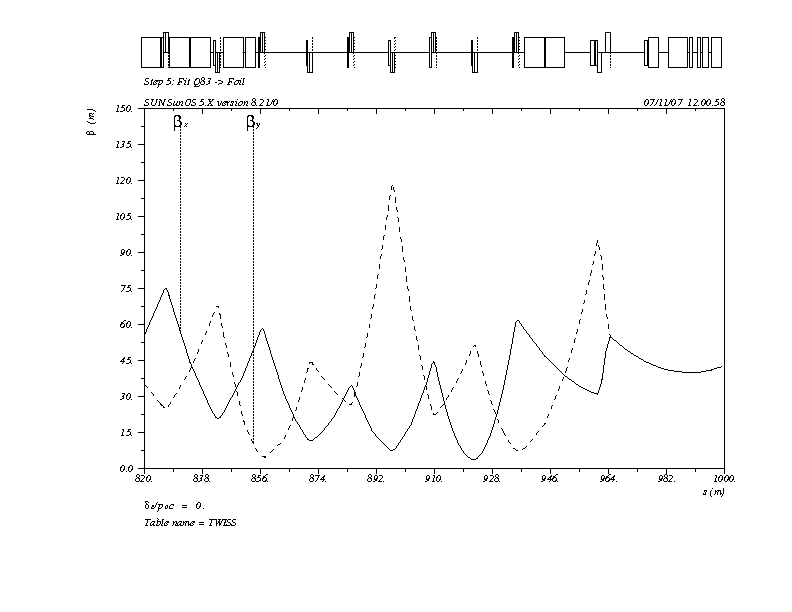 Step 5: Fit Q83 -> Foil
SUN SunOS 5.X version 8.21/0 07/11/07 12.00.58
β (m)
βx βy
150.
135.
120.
105.
90.
75.
60.
45.
30.
15.
0.0
820. 838. 856. 874. 892. 910. 928. 946. 964. 982. 1000.
s (m)
δE/p0c = 0.
Table name = TWISS